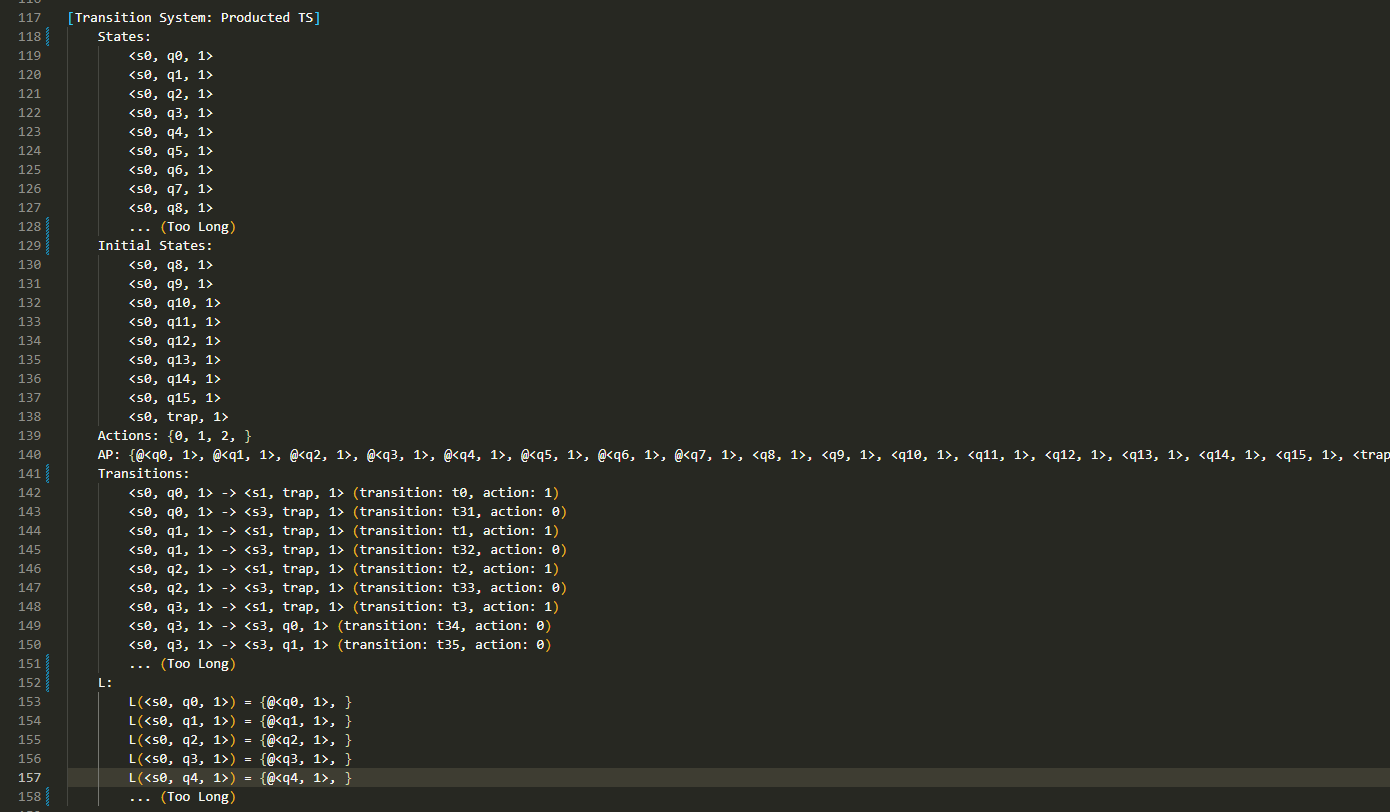 117 [Transition System: Producted TS]
118 States:
119 <s0, q0, 1>
120 <s0, q1, 1>
121 <s0, q2, 1>
122 <s0, q3, 1>
123 <s0, q4, 1>
124 <s0, q5, 1>
125 <s0, q6, 1>
126 <s0, q7, 1>
127 <s0, q8, 1>
128 ... (Too Long)
129 Initial States:
130 <s0, q8, 1>
131 <s0, q9, 1>
132 <s0, q10, 1>
133 <s0, q11, 1>
134 <s0, q12, 1>
135 <s0, q13, 1>
136 <s0, q14, 1>
137 <s0, q15, 1>
138 <s0, trap, 1>
139 Actions: {0, 1, 2, }
140 AP: {@<q0, 1>, @<q1, 1>, @<q2, 1>, @<q3, 1>, @<q4, 1>, @<q5, 1>, @<q6, 1>, @<q7, 1>, <q8, 1>, <q9, 1>, <q10, 1>, <q11, 1>, <q12, 1>, <q13, 1>, <q14, 1>, <q15, 1>, <trap
141 Transitions:
142 <s0, q0, 1> -> <s1, trap, 1> (transition: t0, action: 1)
143 <s0, q0, 1> -> <s3, trap, 1> (transition: t31, action: 0)
144 <s0, q1, 1> -> <s1, trap, 1> (transition: t1, action: 1)
145 <s0, q1, 1> -> <s3, trap, 1> (transition: t32, action: 0)
146 <s0, q2, 1> -> <s1, trap, 1> (transition: t2, action: 1)
147 <s0, q2, 1> -> <s3, trap, 1> (transition: t33, action: 0)
148 <s0, q3, 1> -> <s1, trap, 1> (transition: t3, action: 1)
149 <s0, q3, 1> -> <s3, q0, 1> (transition: t34, action: 0)
150 <s0, q3, 1> -> <s3, q1, 1> (transition: t35, action: 0)
151 ... (Too Long)
152 L:
153 L(<s0, q0, 1>) = {@<q0, 1>, }
154 L(<s0, q1, 1>) = {@<q1, 1>, }
155 L(<s0, q2, 1>) = {@<q2, 1>, }
156 L(<s0, q3, 1>) = {@<q3, 1>, }
157 L(<s0, q4, 1>) = {@<q4, 1>, }
158 ... (Too Long)